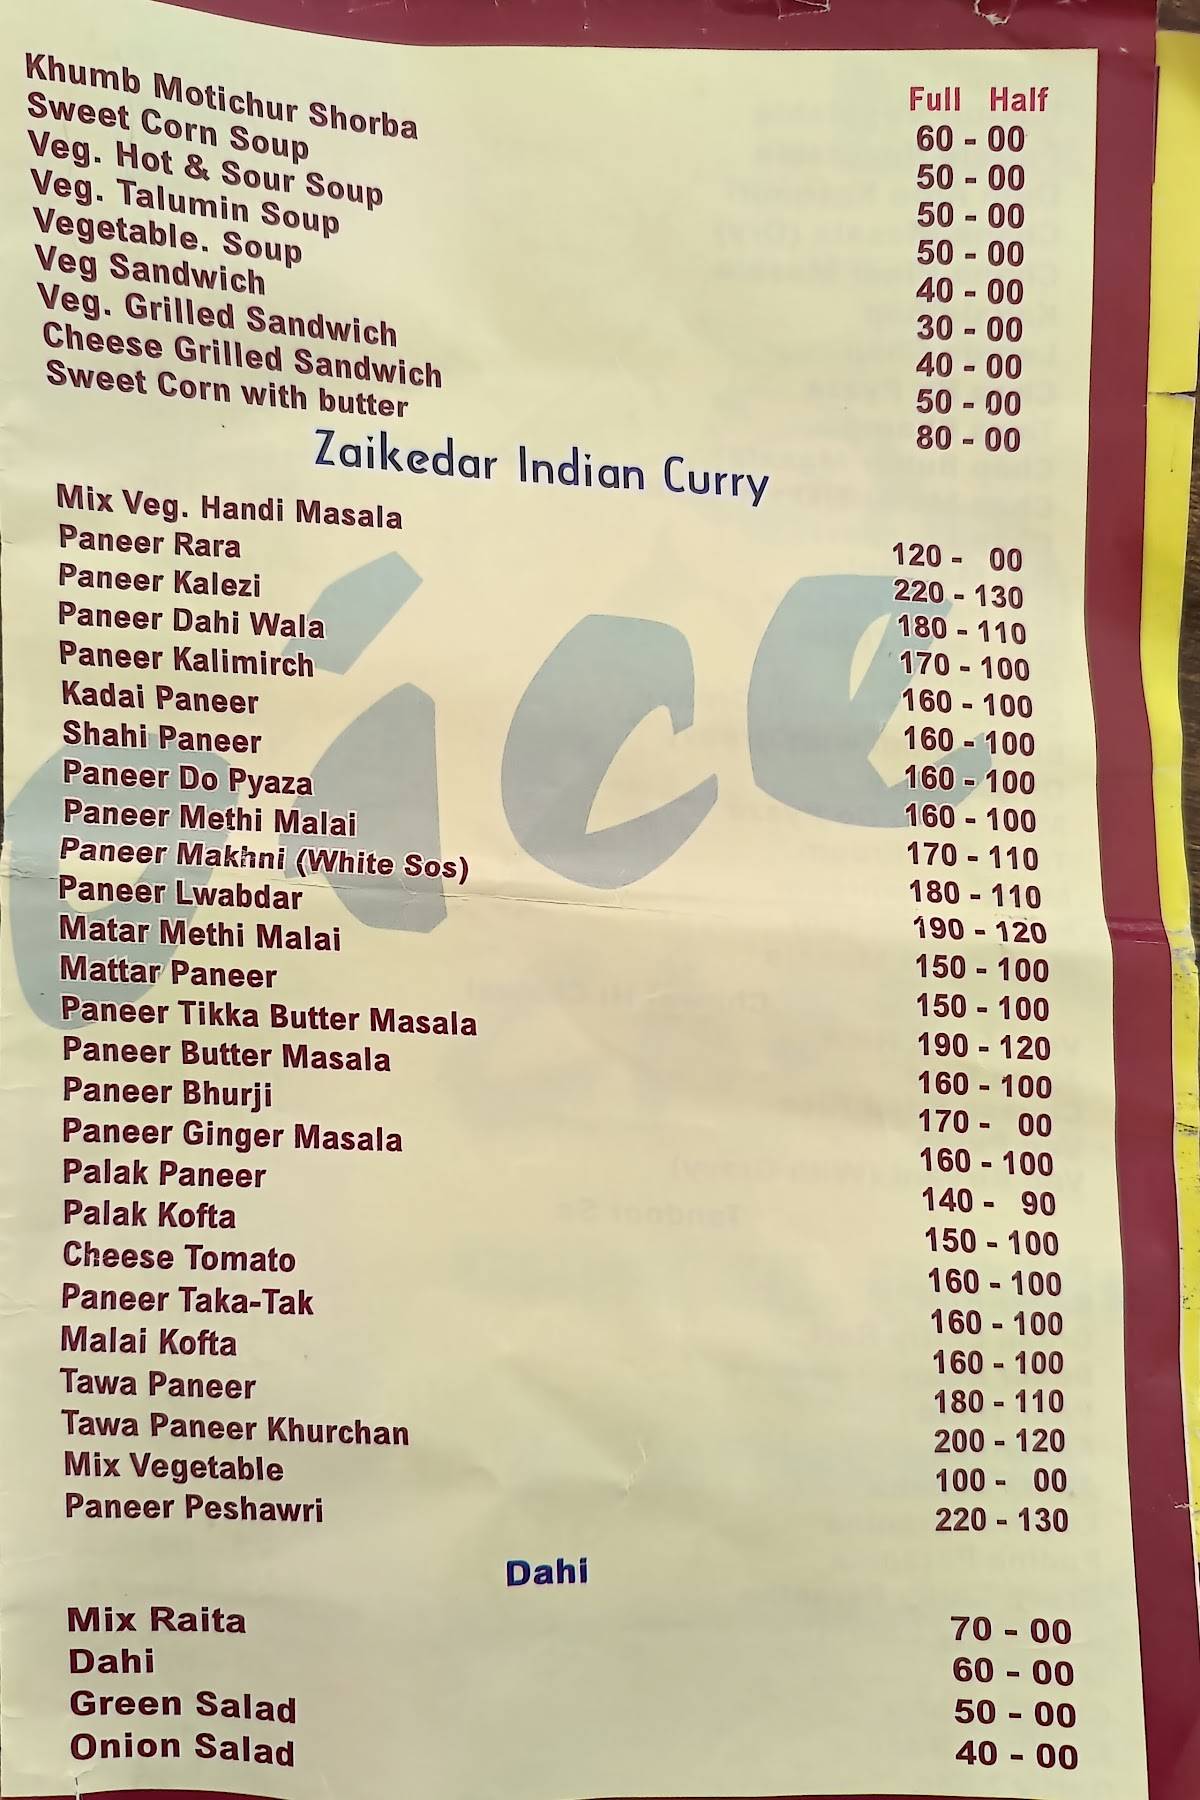 Full Half
Khumb Motichur Shorba 60 - 00
Sweet Corn Soup 50 - 00
Veg. Hot & Sour Soup 50 - 00
Veg. Talumin Soup 50 - 00
Vegetable. Soup 40 - 00
Veg Sandwich 30 - 00
Veg. Grilled Sandwich 40 - 00
Cheese Grilled Sandwich 50 - 00
Sweet Corn with butter 80 - 00
Zaikedar Indian Curry
Mix Veg. Handi Masala 120 - 00
Paneer Rara 220 - 130
Paneer Kalezi 180 - 110
Paneer Dahi Wala 170 - 100
Paneer Kalimirch 160 - 100
Kadai Paneer 160 - 100
Shahi Paneer 160 - 100
Paneer Do Pyaza 160 - 100
Paneer Methi Malai 170 - 110
Paneer Makhni (White Sos) 180 - 110
Paneer Lwabdar 190 - 120
Matar Methi Malai 150 - 100
Mattar Paneer 150 - 100
Paneer Tikka Butter Masala 190 - 120
Paneer Butter Masala 160 - 100
Paneer Bhurji 170 - 00
Paneer Ginger Masala 160 - 100
Palak Paneer 140 - 90
Palak Kofta 150 - 100
Cheese Tomato 160 - 100
Paneer Taka-Tak 160 - 100
Malai Kofta 160 - 100
Tawa Paneer 180 - 110
Tawa Paneer Khurchan 200 - 120
Mix Vegetable 100 - 00
Paneer Peshawri 220 - 130
Dahi
Mix Raita 70 - 00
Dahi 60 - 00
Green Salad 50 - 00
Onion Salad 40 - 00